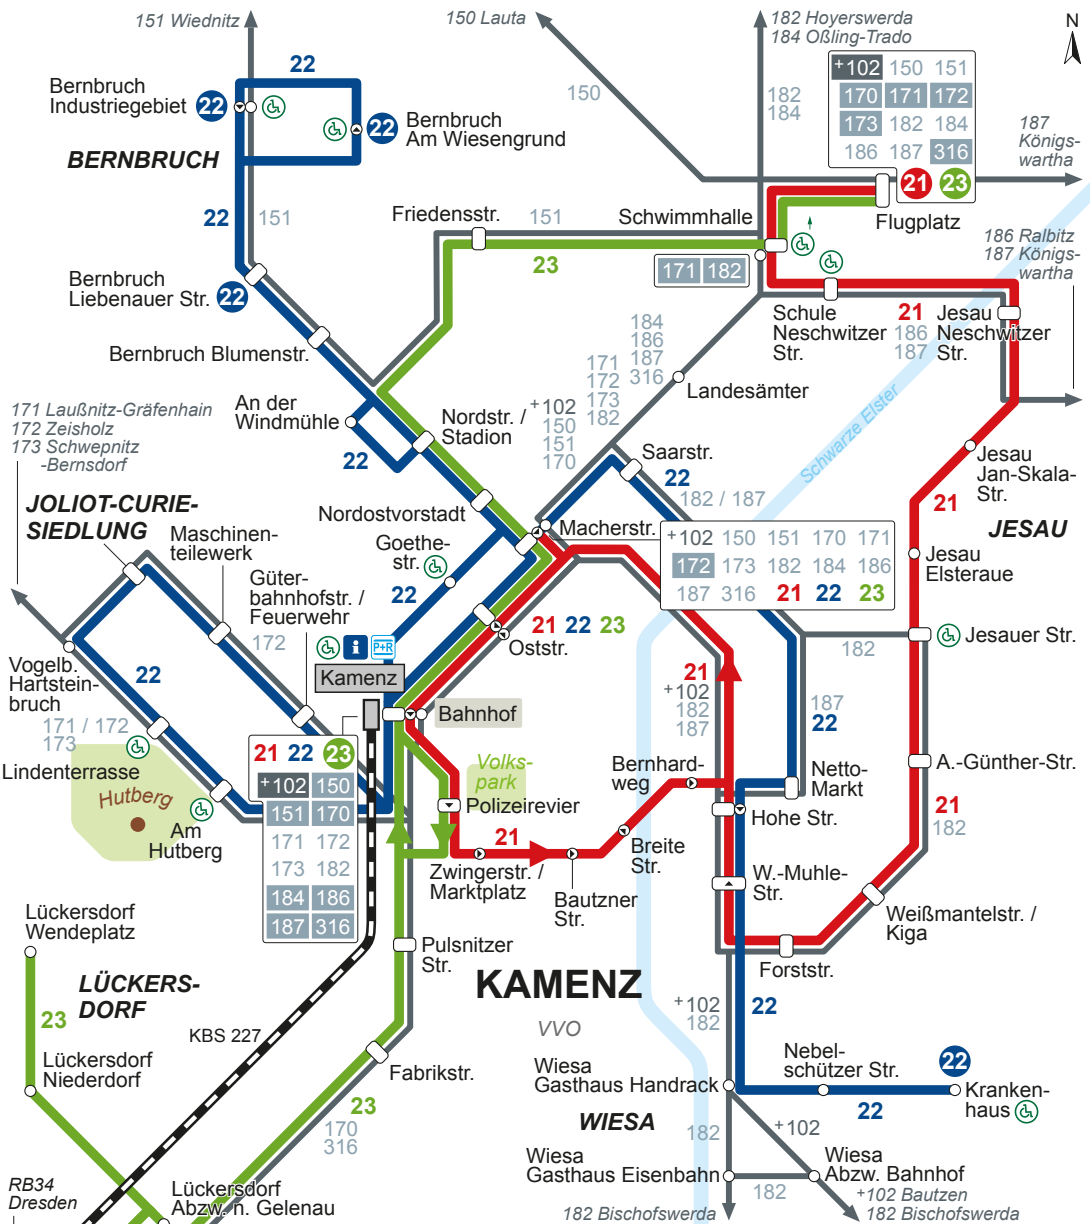 151 Wiednitz
150 Lauta
182 Hoyerswerda
184 Oßling-Trado
N
22
Bernbruch
Industriegebiet
22
22
Bernbruch
Am Wiesengrund
BERNBRUCH
150
182
184
+102 150 151
170 171 172
173 182 184
186 187 316
21 23
Flugplatz
187
Königs-
wartha
22
151
Friedensstr.
151
Schwimmhalle
23
171 182
186 Ralbitz
187 Königs-
wartha
Bernbruch
Liebenauer Str.
22
Schule
Neschwitzer
Str.
21
186
187
Jesau
Neschwitzer
Str.
Bernbruch Blumenstr.
184
186
187
316
171
172
173
182
Landesämter
Schwarze Elster
171 Laußnitz-Gräfenhain
172 Zeisholz
173 Schwepnitz
-Bernsdorf
An der
Windmühle
22
Nordstr. /
Stadion
+102
150
151
170
Saarstr.
22
182 / 187
Jesau
Jan-Skala-
Str.
21
JESAU
JOLIOT-CURIE-
SIEDLUNG
Maschinen-
teilewerk
Nordostvorstadt
Macherstr.
+102 150 151 170 171
172 173 182 184 186
187 316 21 22 23
Goethe-
str.
22
Jesau
Elsteraue
Güter-
bahnhofstr. /
Feuerwehr
172
i
P+R
Kamenz
21 22 23
Oststr.
182
Jesauer Str.
Vogelb.
Hartstein-
bruch
22
171 / 172
173
Bahnhof
21
+102
182
187
187
22
Lindenterrasse
Hutberg
Am
Hutberg
21 22 23
+102 150
151 170
171 172
173 182
184 186
187 316
Volks-
park
Polizeirevier
Bernhard-
weg
Netto-
Markt
A.-Günther-Str.
Hohe Str.
21
182
21
Zwingerstr. /
Marktplatz
Breite
Str.
Bautzner
Str.
W.-Muhle-
Str.
Weißmantelstr. /
Kiga
Lückersdorf
Wendeplatz
Pulsnitzer
Str.
Forststr.
LÜCKERS-
DORF
KAMENZ
23
KBS 227
VVO
+102
182
22
Lückersdorf
Niederdorf
Fabrikstr.
Wiesa
Gasthaus Handrack
Nebel-
schützer Str.
22
22
Kranken-
haus
23
170
316
WIESA
182
+102
RB34
Dresden
Lückersdorf
Abzw. n. Gelenau
Wiesa
Gasthaus Eisenbahn
182
Wiesa
Abzw. Bahnhof
182 Bischofswerda
+102 Bautzen
182 Bischofswerda